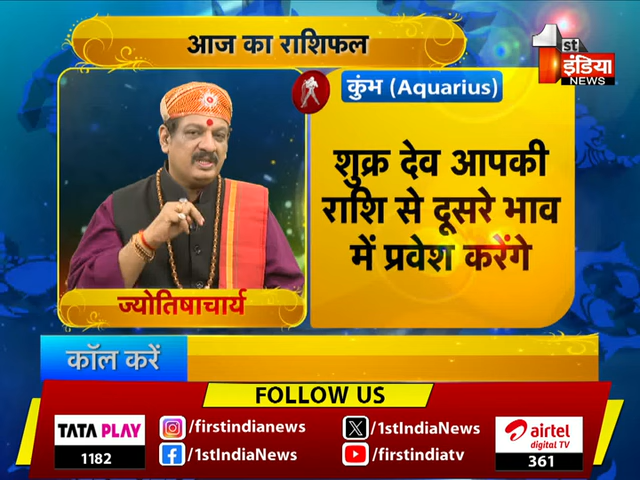 आज का राशिफल
1st
इंडिया
NEWS
कुंभ (Aquarius)
शुक्र देव आपकी
राशि से दूसरे भाव
में प्रवेश करेंगे
ज्योतिषाचार्य
कॉल करें
FOLLOW US
TATA PLAY
1182
/firstindianews
/1stIndiaNews
/1stIndiaNews
/firstindiatv
airtel
digital TV
361